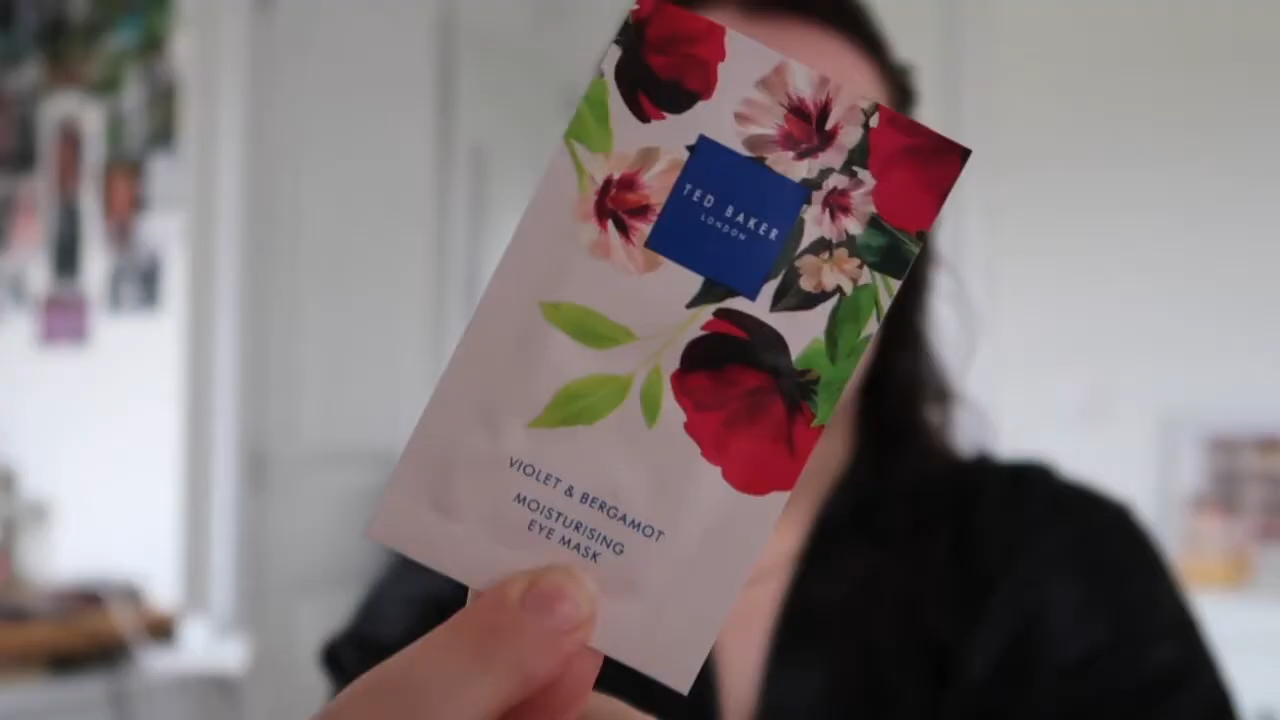 TED BAKER
LONDON
VIOLET & BERGAMOT
MOISTURISING
EYE MASK